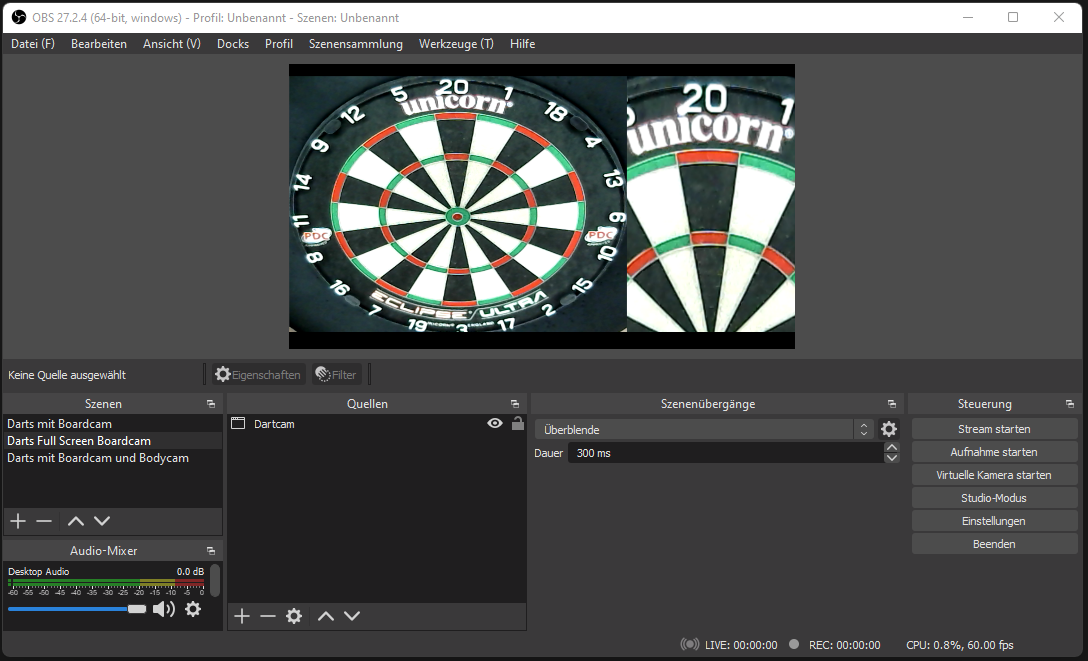 OBS 27.2.4 (64-bit, windows) - Profil: Unbenannt - Szenen: Unbenannt
Datei (F) Bearbeiten Ansicht (V) Docks Profil Szenensammlung Werkzeuge (T) Hilfe
5 20 1
12 unicorn 18
9 4
14 13
11 9
PDC PDC
8 10
16 15
ECLIPSE ULTRA
7 2
19 3 17
20 1
unicorn
Keine Quelle ausgewählt Eigenschaften Filter
Szenen
Darts mit Boardcam
Darts Full Screen Boardcam
Darts mit Boardcam und Bodycam
Audio-Mixer
Desktop Audio 0.0 dB
-60 -55 -50 -45 -40 -35 -30 -25 -20 -15 -10 -5 0
Quellen
Dartcam
Szenenübergänge
Überblende
Dauer 300 ms
Steuerung
Stream starten
Aufnahme starten
Virtuelle Kamera starten
Studio-Modus
Einstellungen
Beenden
LIVE: 00:00:00 REC: 00:00:00 CPU: 0.8%, 60.00 fps